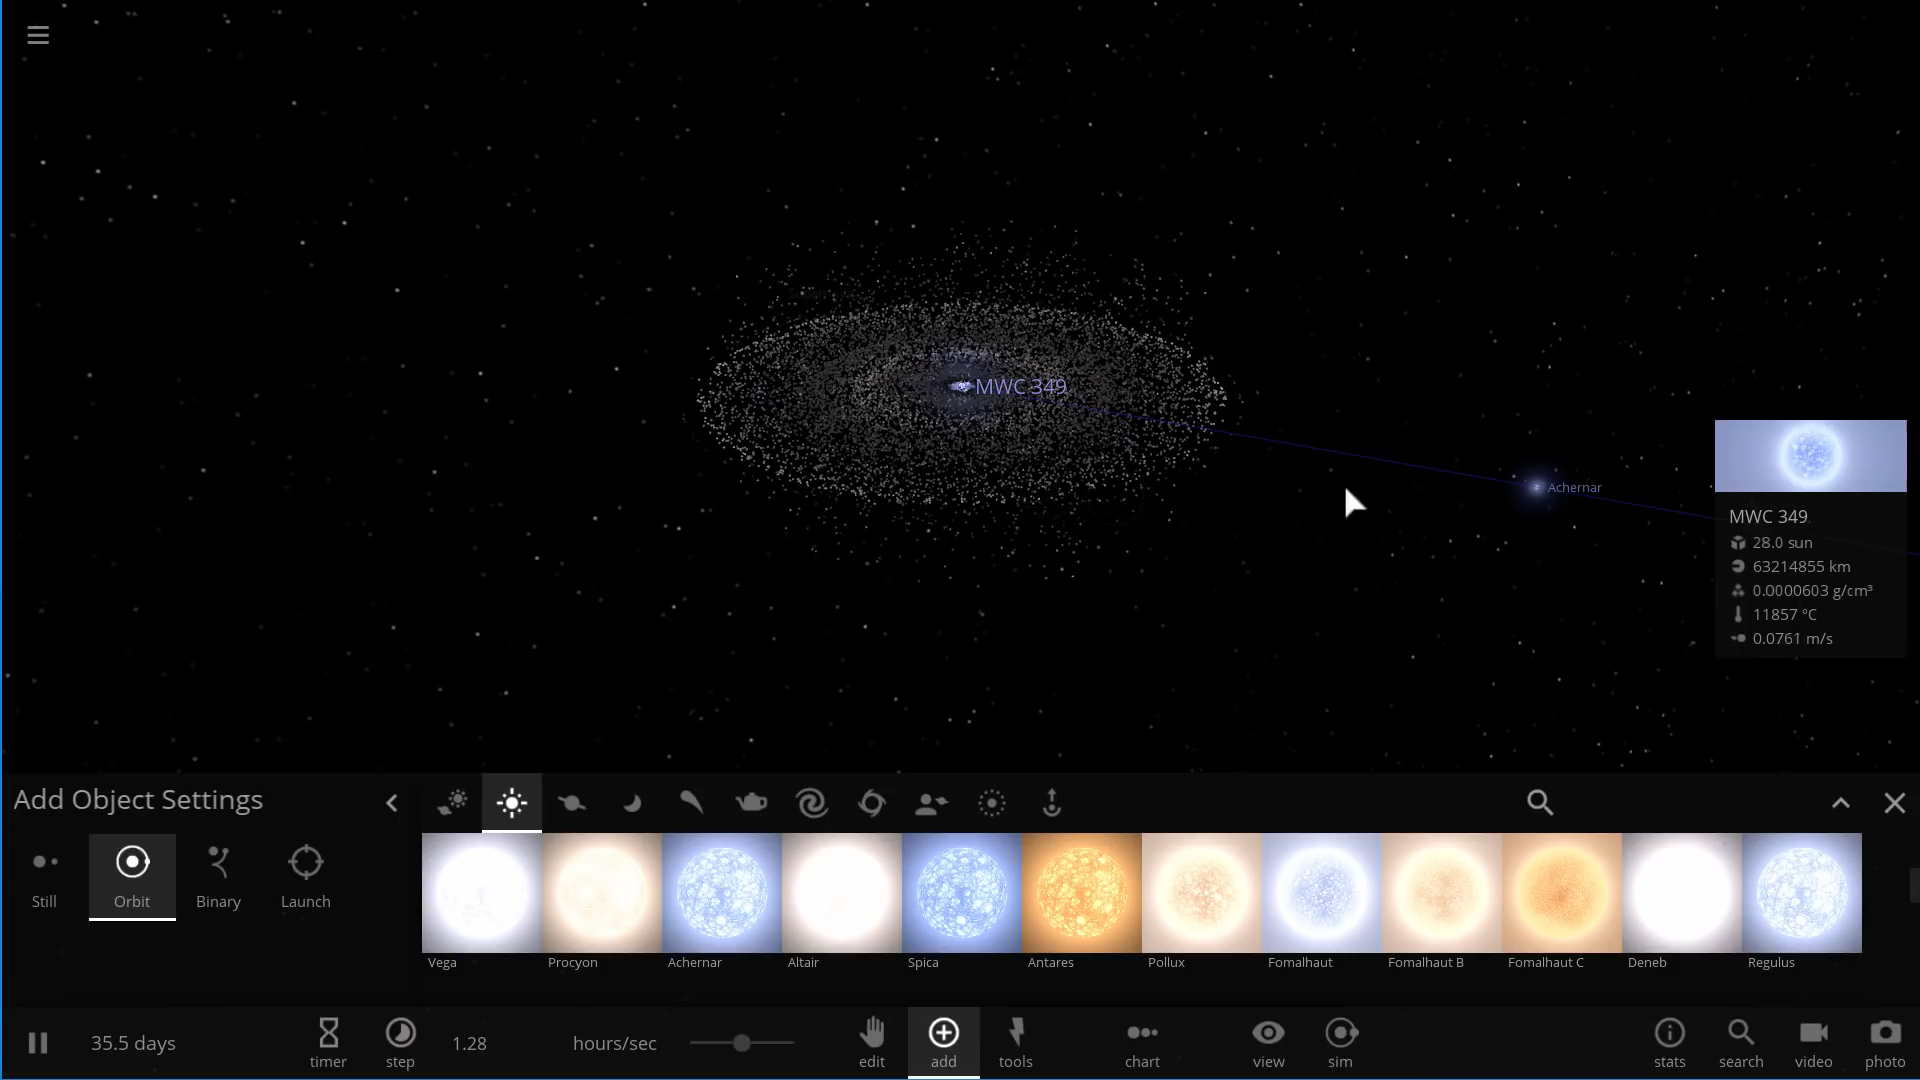 MWC 349
Achernar
MWC 349
28.0 sun
63214855 km
0.0000603 g/cm³
11857 °C
0.0761 m/s
Add Object Settings
Still
Orbit
Binary
Launch
Vega
Procyon
Achernar
Altair
Spica
Antares
Pollux
Fomalhaut
Fomalhaut B
Fomalhaut C
Deneb
Regulus
35.5 days
timer
step
1.28
hours/sec
edit
add
tools
chart
view
sim
stats
search
video
photo